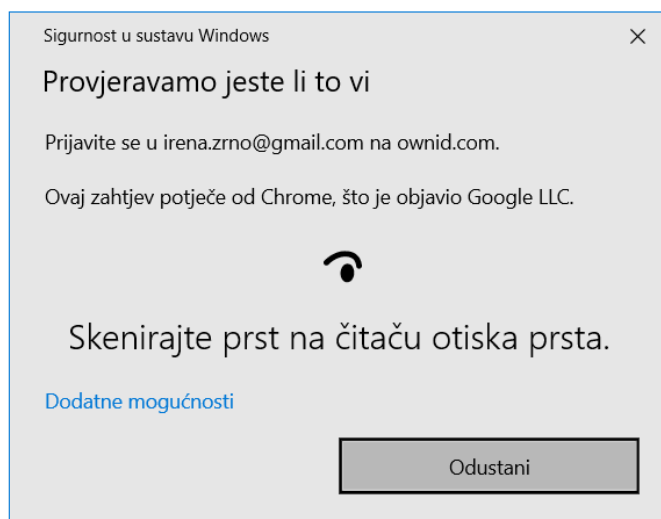 Sigurnost u sustavu Windows
Provjeravamo jeste li to vi
Prijavite se u irena.zrno@gmail.com na ownid.com.
Ovaj zahtjev potječe od Chrome, što je objavio Google LLC.
Skenirajte prst na čitaču otiska prsta.
Dodatne mogućnosti
Odustani